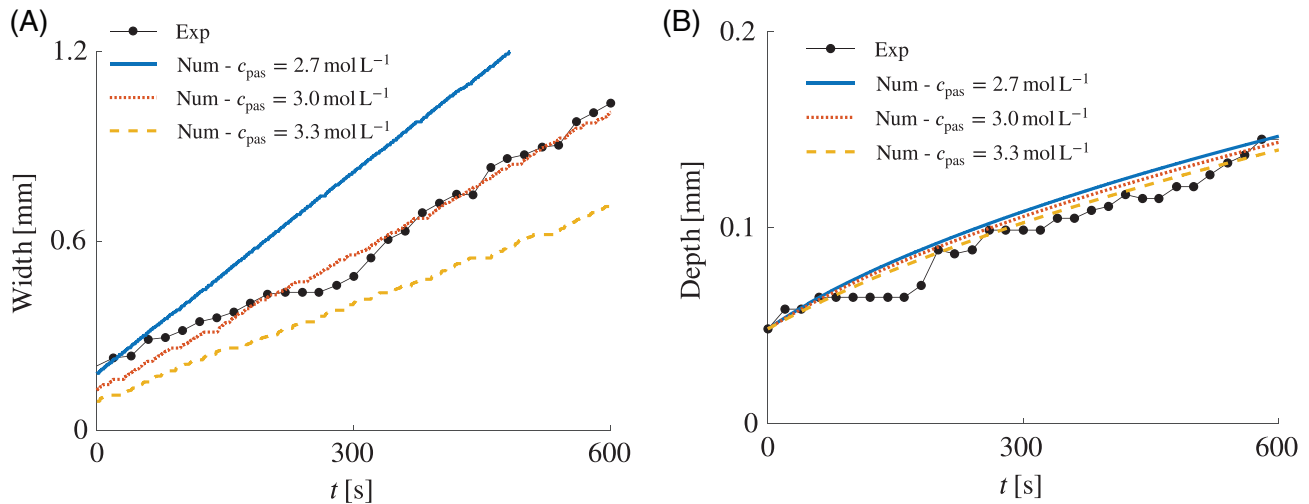 (A)
Exp
Num - c_pas = 2.7 mol L⁻¹
Num - c_pas = 3.0 mol L⁻¹
Num - c_pas = 3.3 mol L⁻¹
1.2
0.6
0
Width [mm]
0
300
600
t [s]
(B)
Exp
Num - c_pas = 2.7 mol L⁻¹
Num - c_pas = 3.0 mol L⁻¹
Num - c_pas = 3.3 mol L⁻¹
0.2
0.1
0
Depth [mm]
0
300
600
t [s]